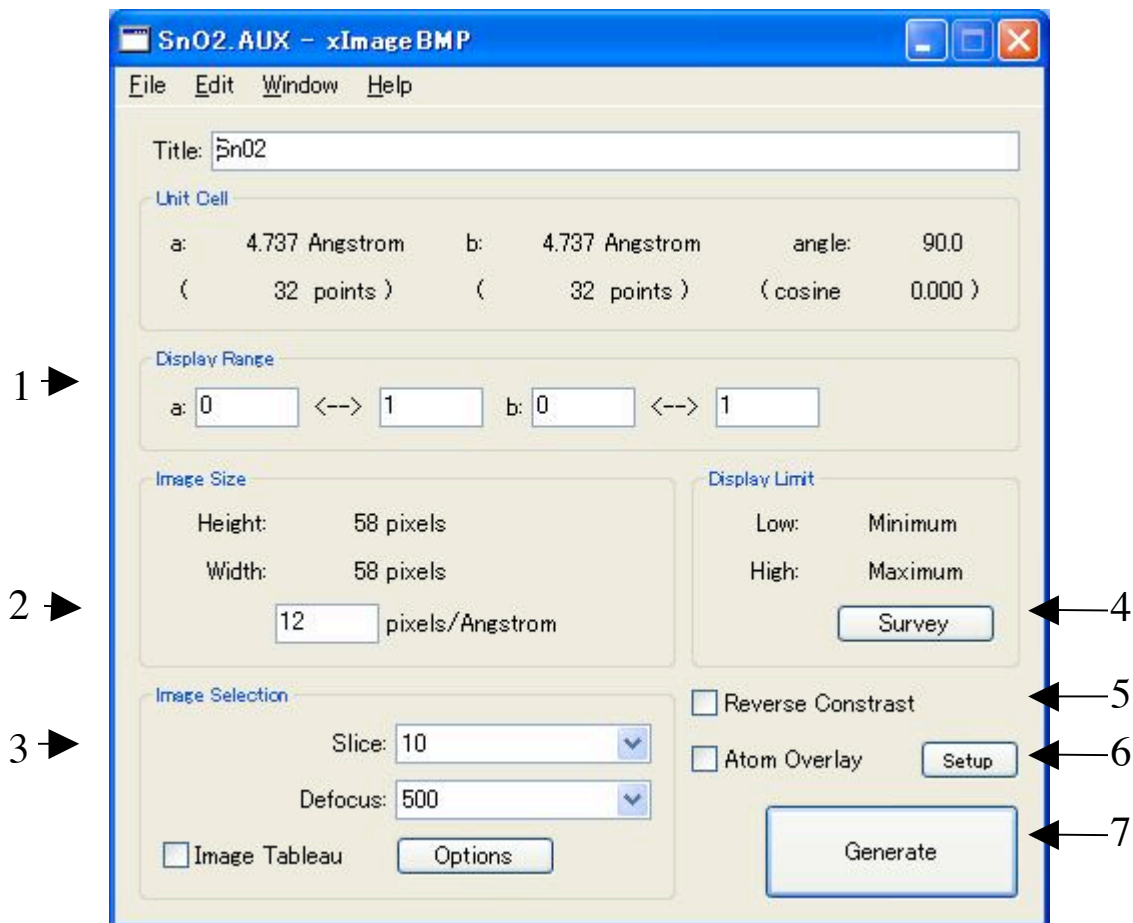 SnO2.AUX - xImageBMP
File Edit Window Help
Title: SnO2
Unit Cell
a: 4.737 Angstrom b: 4.737 Angstrom angle: 90.0
( 32 points ) ( 32 points ) ( cosine 0.000 )
Display Range
1
a: 0 <--> 1 b: 0 <--> 1
Image Size Display Limit
Height: 58 pixels Low: Minimum
Width: 58 pixels High: Maximum
2 12 pixels/Angstrom Survey 4
Image Selection Reverse Constrast 5
3 Slice: 10 Atom Overlay Setup 6
Defocus: 500
Image Tableau Options Generate 7